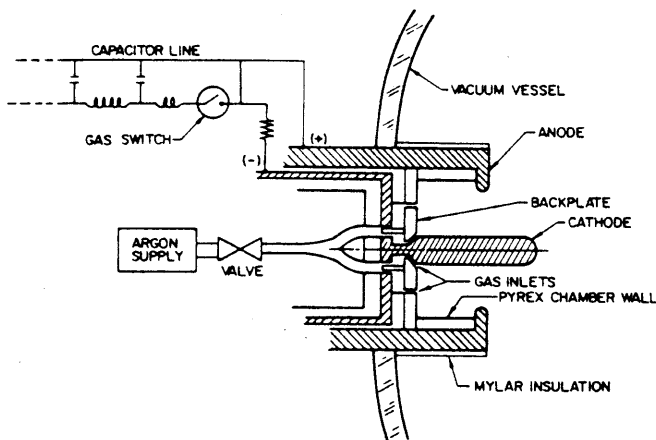 CAPACITOR LINE
GAS SWITCH
(+)
(-)
VACUUM VESSEL
ANODE
BACKPLATE
CATHODE
ARGON
SUPPLY
VALVE
GAS INLETS
PYREX CHAMBER WALL
MYLAR INSULATION